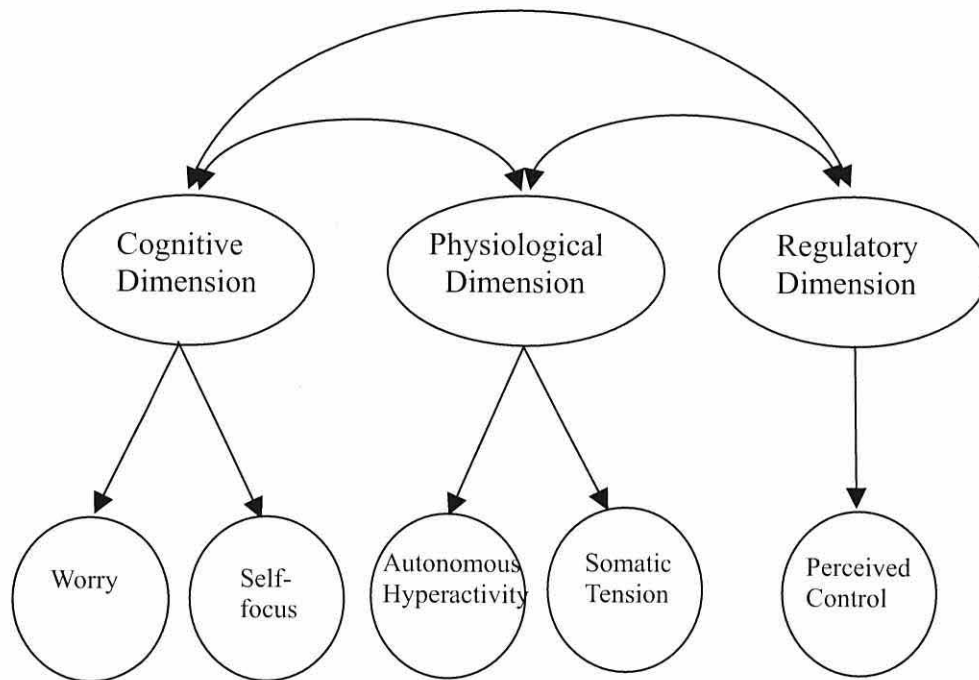 Cognitive
Dimension
Physiological
Dimension
Regulatory
Dimension
Worry
Self-
focus
Autonomous
Hyperactivity
Somatic
Tension
Perceived
Control